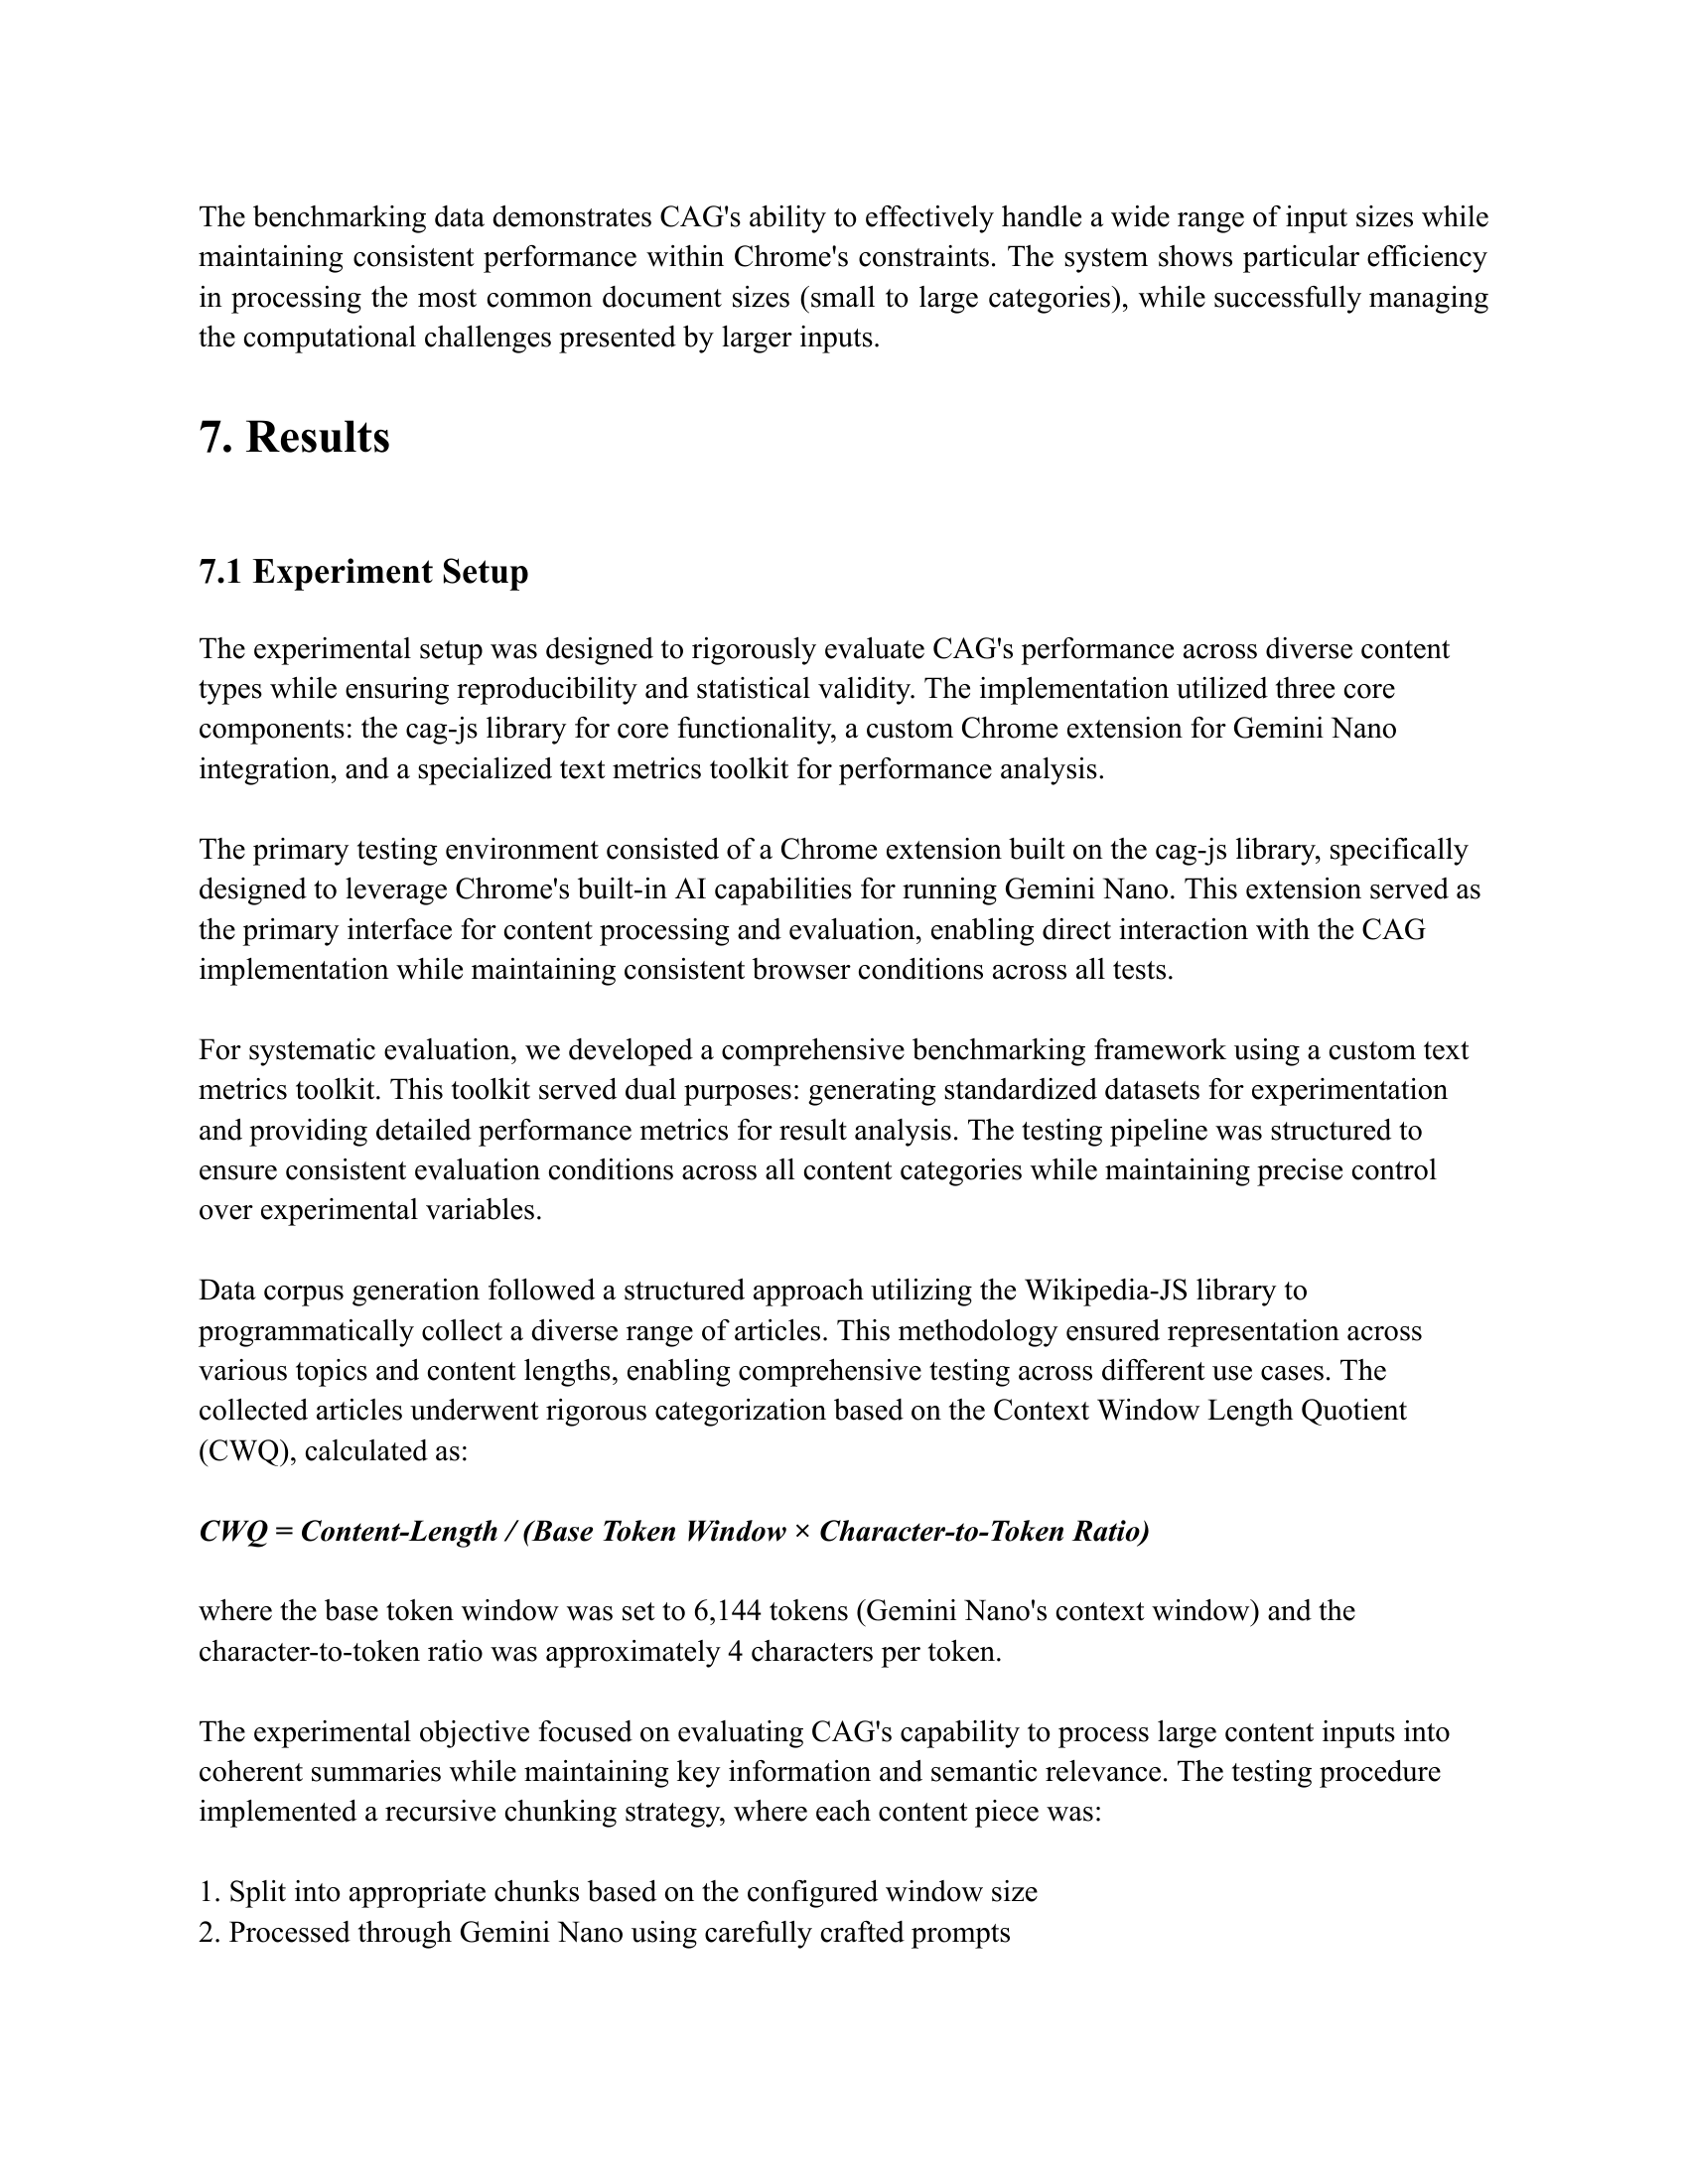 The benchmarking data demonstrates CAG's ability to effectively handle a wide range of input sizes while
maintaining consistent performance within Chrome's constraints. The system shows particular efficiency
in processing the most common document sizes (small to large categories), while successfully managing
the computational challenges presented by larger inputs.
7. Results
7.1 Experiment Setup
The experimental setup was designed to rigorously evaluate CAG's performance across diverse content
types while ensuring reproducibility and statistical validity. The implementation utilized three core
components: the cag-js library for core functionality, a custom Chrome extension for Gemini Nano
integration, and a specialized text metrics toolkit for performance analysis.
The primary testing environment consisted of a Chrome extension built on the cag-js library, specifically
designed to leverage Chrome's built-in AI capabilities for running Gemini Nano. This extension served as
the primary interface for content processing and evaluation, enabling direct interaction with the CAG
implementation while maintaining consistent browser conditions across all tests.
For systematic evaluation, we developed a comprehensive benchmarking framework using a custom text
metrics toolkit. This toolkit served dual purposes: generating standardized datasets for experimentation
and providing detailed performance metrics for result analysis. The testing pipeline was structured to
ensure consistent evaluation conditions across all content categories while maintaining precise control
over experimental variables.
Data corpus generation followed a structured approach utilizing the Wikipedia-JS library to
programmatically collect a diverse range of articles. This methodology ensured representation across
various topics and content lengths, enabling comprehensive testing across different use cases. The
collected articles underwent rigorous categorization based on the Context Window Length Quotient
(CWQ), calculated as:
CWQ = Content-Length / (Base Token Window × Character-to-Token Ratio)
where the base token window was set to 6,144 tokens (Gemini Nano's context window) and the
character-to-token ratio was approximately 4 characters per token.
The experimental objective focused on evaluating CAG's capability to process large content inputs into
coherent summaries while maintaining key information and semantic relevance. The testing procedure
implemented a recursive chunking strategy, where each content piece was:
1. Split into appropriate chunks based on the configured window size
2. Processed through Gemini Nano using carefully crafted prompts